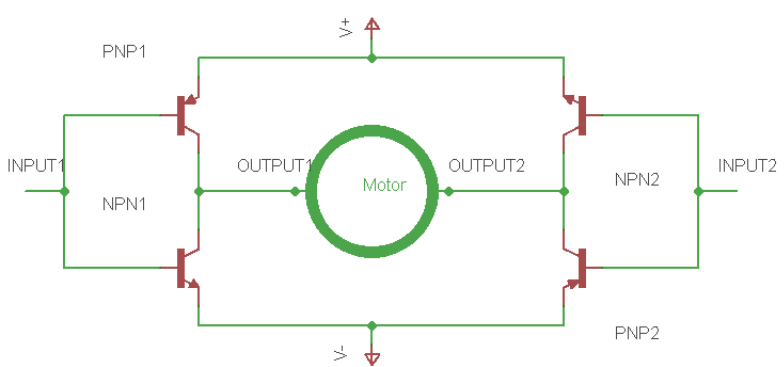 V+
PNP1
INPUT1
OUTPUT1
Motor
OUTPUT2
INPUT2
NPN1
NPN2
V-
PNP2